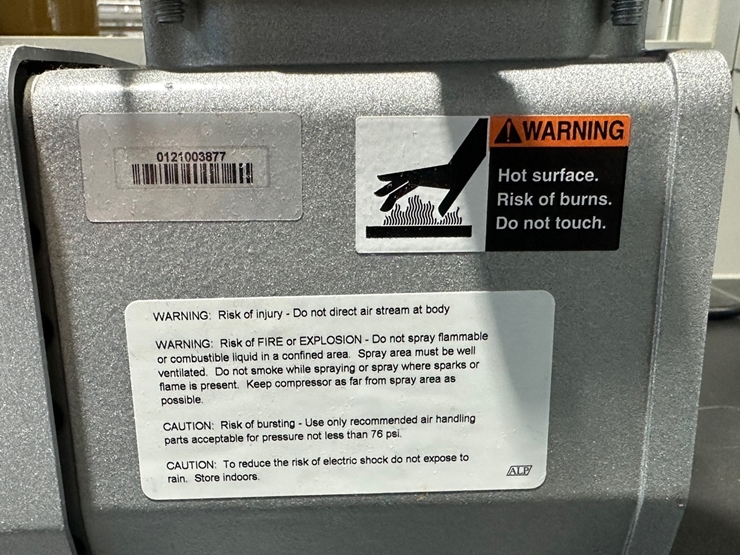 0121003877
WARNING
Hot surface.
Risk of burns.
Do not touch.
WARNING: Risk of injury - Do not direct air stream at body
WARNING: Risk of FIRE or EXPLOSION - Do not spray flammable
or combustible liquid in a confined area. Spray area must be well
ventilated. Do not smoke while spraying or spray where sparks or
flame is present. Keep compressor as far from spray area as
possible.
CAUTION: Risk of bursting - Use only recommended air handling
parts acceptable for pressure not less than 76 psi.
CAUTION: To reduce the risk of electric shock do not expose to
rain. Store indoors.
ALP